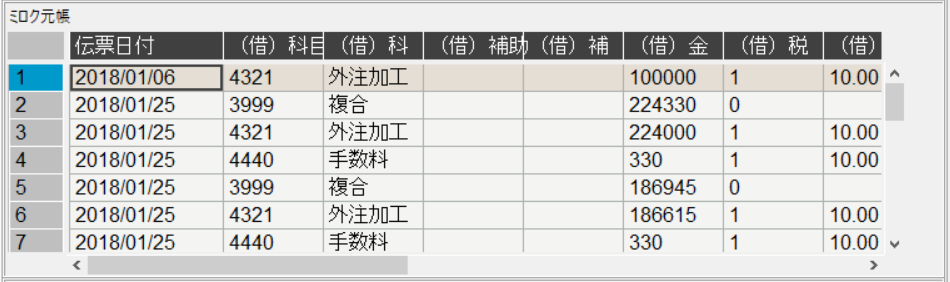 ミロク元帳
伝票日付 (借) 科目 (借) 科 (借) 補助 (借) 補 (借) 金 (借) 税 (借)
1 2018/01/06 4321 外注加工 100000 1 10.00
2 2018/01/25 3999 複合 224330 0
3 2018/01/25 4321 外注加工 224000 1 10.00
4 2018/01/25 4440 手数料 330 1 10.00
5 2018/01/25 3999 複合 186945 0
6 2018/01/25 4321 外注加工 186615 1 10.00
7 2018/01/25 4440 手数料 330 1 10.00